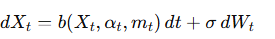 dX_t = b(X_t, α_t, m_t) dt + σ dW_t